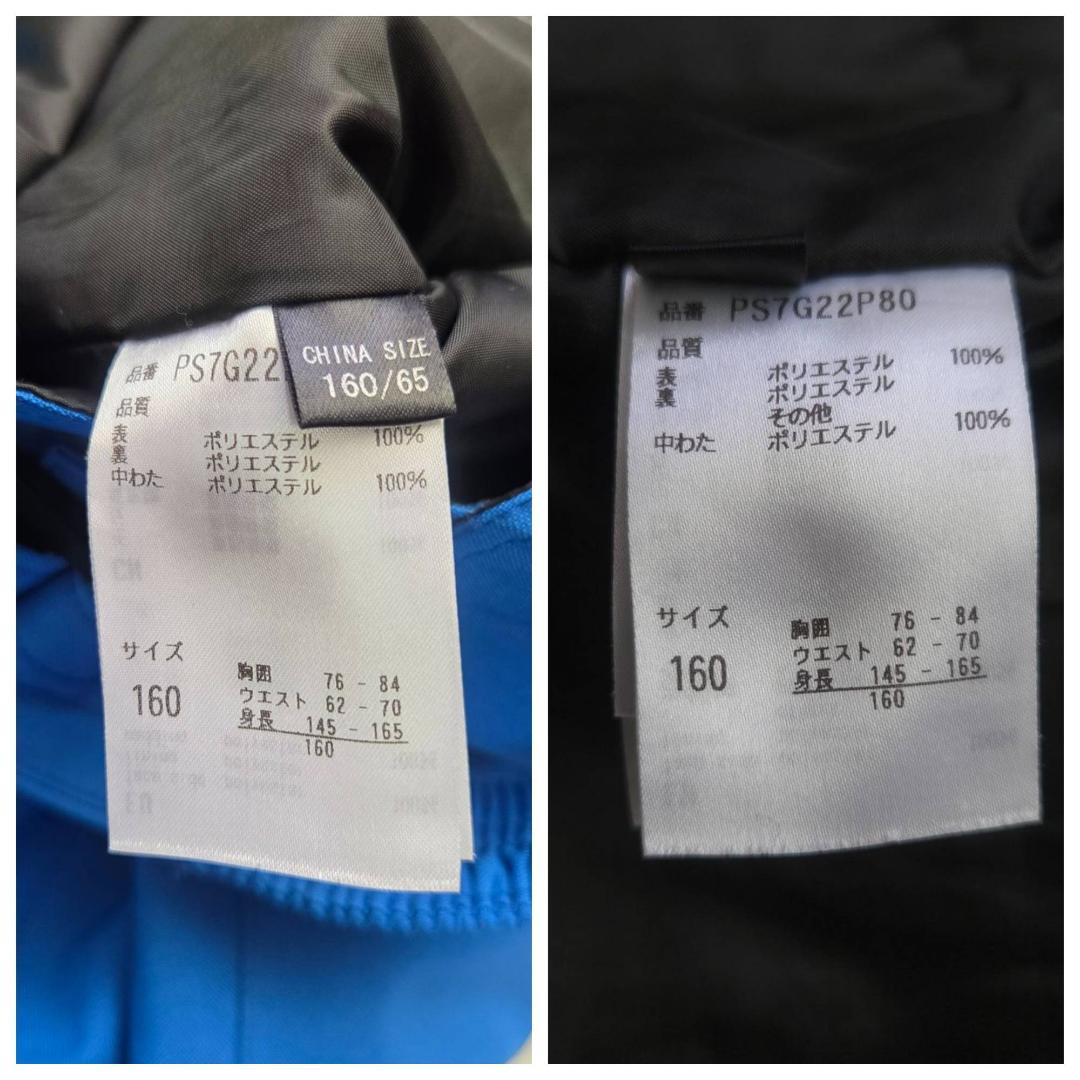 CHINA SIZE
160/65
品番 PS7G22
品質
表 ポリエステル 100%
裏 ポリエステル
中わた ポリエステル 100%
サイズ
160
胸囲 76 - 84
ウエスト 62 - 70
身長 145 - 165
160
品番 PS7G22P80
品質
表 ポリエステル 100%
裏 ポリエステル
その他
中わた ポリエステル 100%
サイズ
160
胸囲 76 - 84
ウエスト 62 - 70
身長 145 - 165
160